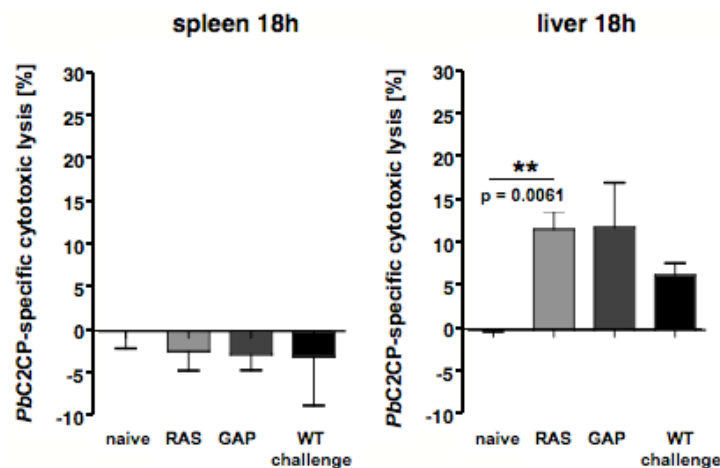 spleen 18h
PbC2CP-specific cytotoxic lysis [%]
30
25
20
15
10
5
0
-5
-10
naive RAS GAP WT challenge
liver 18h
PbC2CP-specific cytotoxic lysis [%]
30
25
20
15
10
5
0
-5
-10
**
p = 0.0061
naive RAS GAP WT challenge